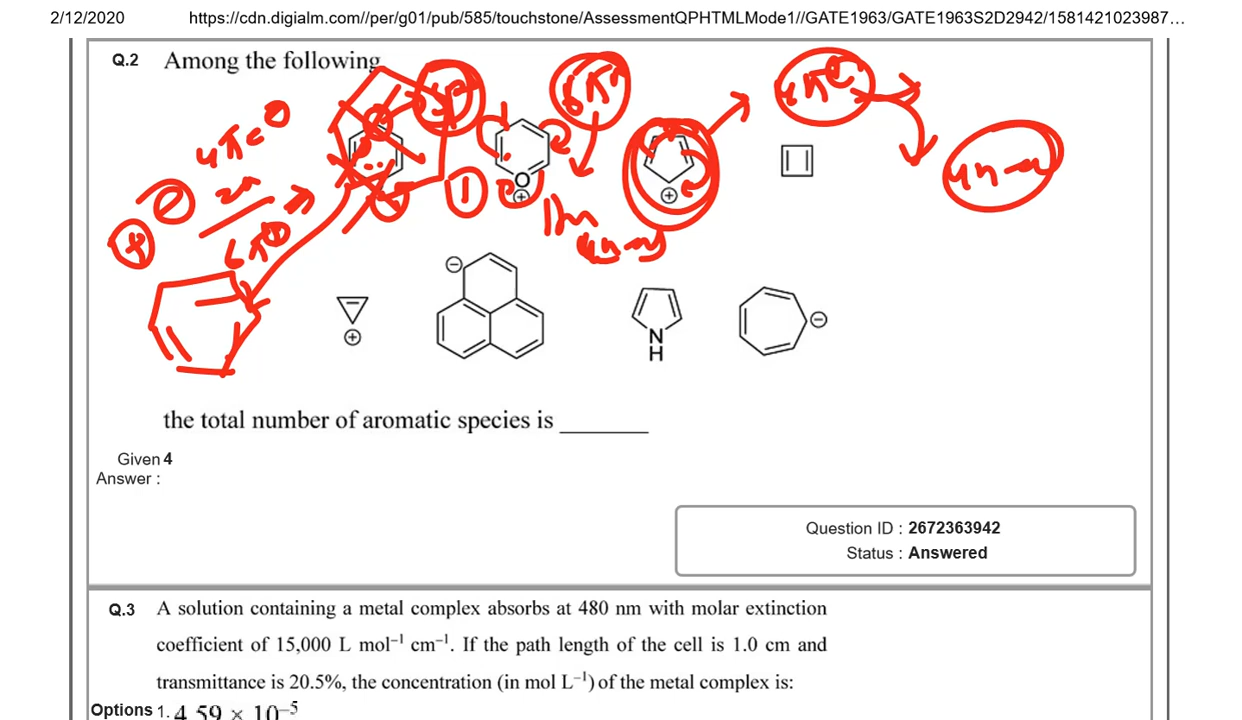 2/12/2020 https://cdn.digialm.com//per/g01/pub/585/touchstone/AssessmentQPHTMLMode1//GATE1963/GATE1963S2D2942/1581421023987…
Q.2 Among the following
4πe⊖
6π
4πe
4n
⊕ ⊖
①
O
⊕
⊕
⊖
⊕
N
H
⊖
the total number of aromatic species is ________
Given 4
Answer :
Question ID : 2672363942
Status : Answered
Q.3 A solution containing a metal complex absorbs at 480 nm with molar extinction
coefficient of 15,000 L mol⁻¹ cm⁻¹. If the path length of the cell is 1.0 cm and
transmittance is 20.5%, the concentration (in mol L⁻¹) of the metal complex is:
Options 1. 4.59 × 10⁻⁵